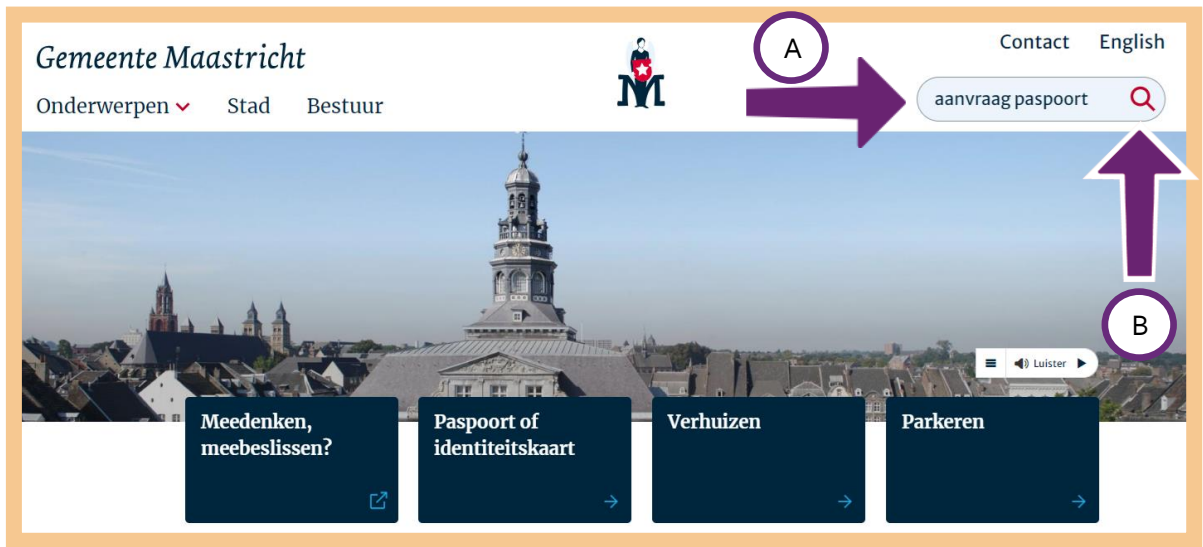 Gemeente Maastricht
A
Contact English
Onderwerpen Stad Bestuur
aanvraag paspoort
B
Luister
Meedenken,
meebeslissen?
Paspoort of
identiteitskaart
Verhuizen
Parkeren